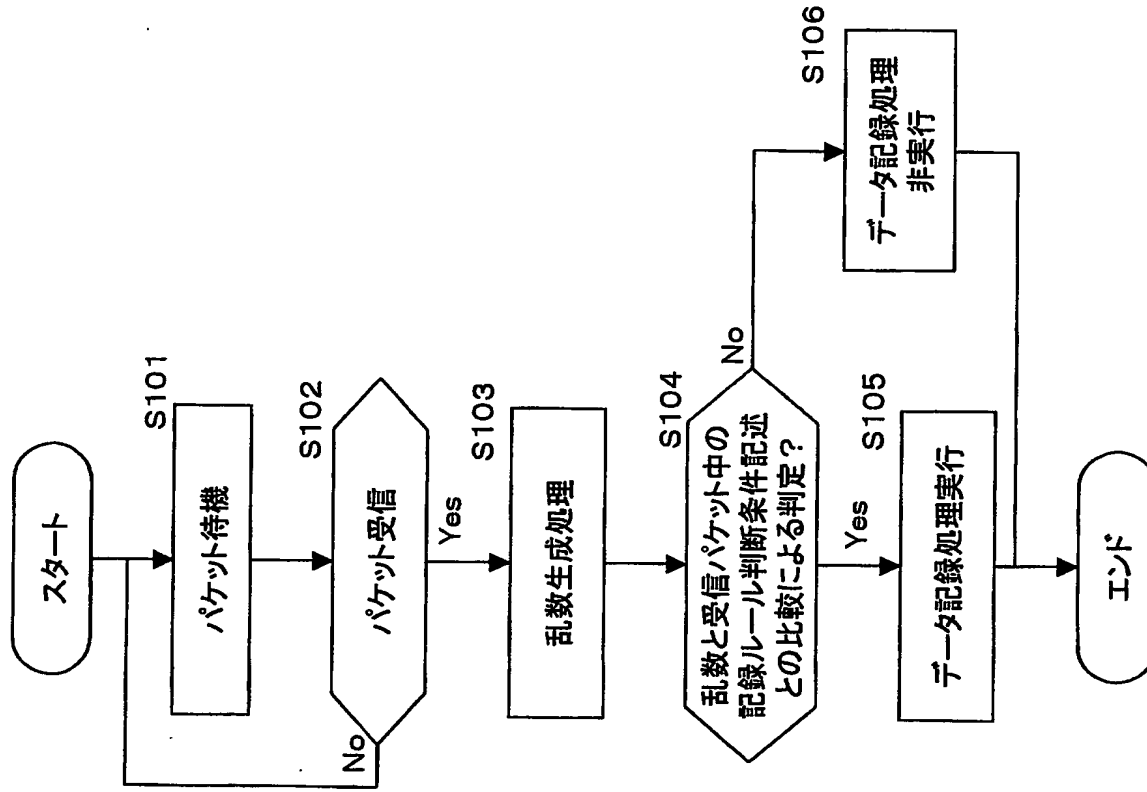 スタート
S101
パケット待機
S102
パケット受信
No
Yes
S103
乱数生成処理
S104
乱数と受信パケット中の
記録ルール判断条件記述
との比較による判定？
No
Yes
S105
データ記録処理実行
S106
データ記録処理
非実行
エンド